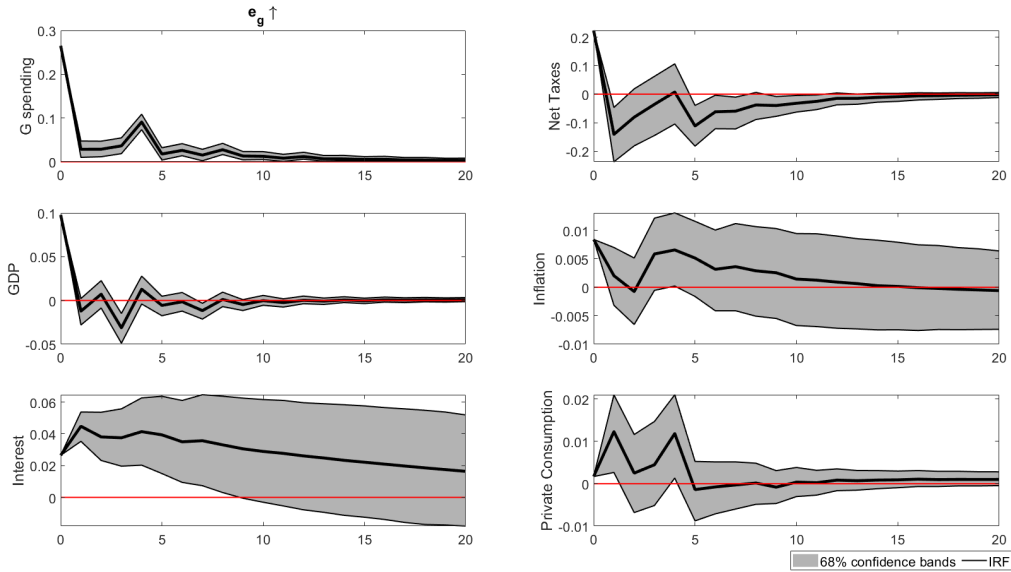 e_g ↑
G spending
0.3
0.2
0.1
0
0 5 10 15 20
Net Taxes
0.2
0.1
0
-0.1
-0.2
0 5 10 15 20
GDP
0.1
0.05
0
-0.05
0 5 10 15 20
Inflation
0.01
0.005
0
-0.005
-0.01
0 5 10 15 20
Interest
0.06
0.04
0.02
0
0 5 10 15 20
Private Consumption
0.02
0.01
0
-0.01
0 5 10 15 20
68% confidence bands IRF